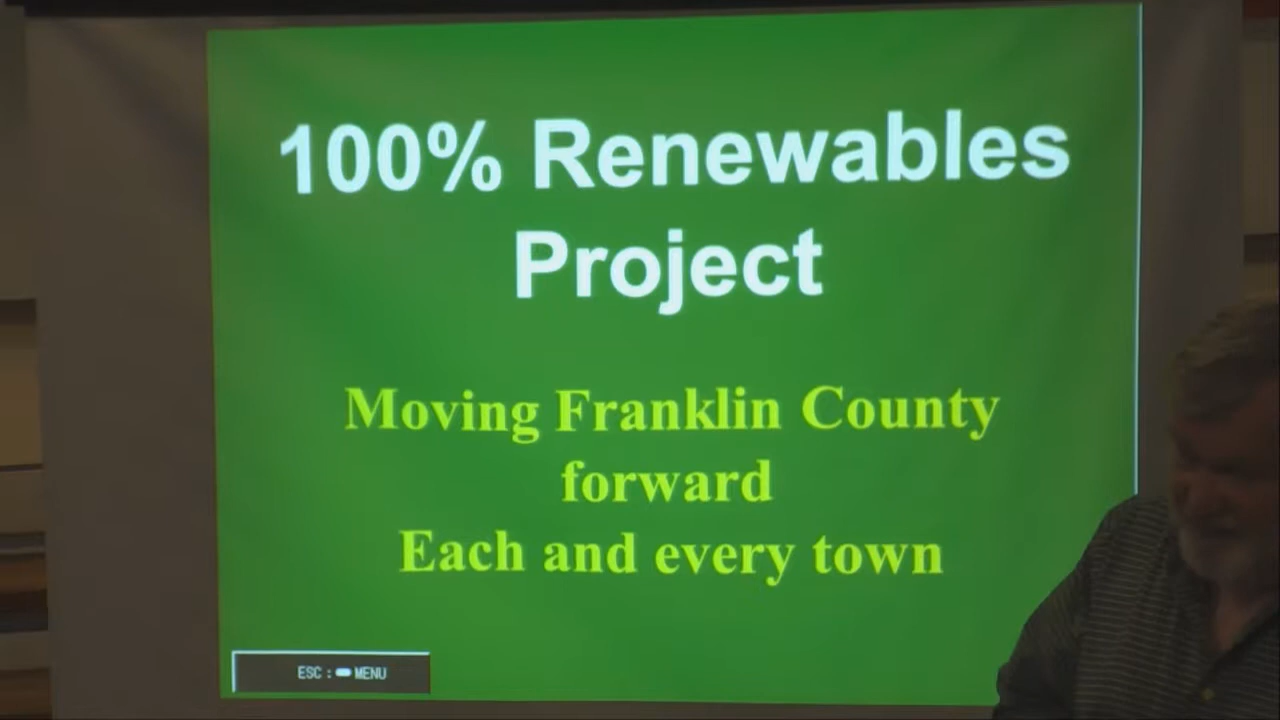 100% Renewables
Project
Moving Franklin County
forward
Each and every town
ESC : MENU